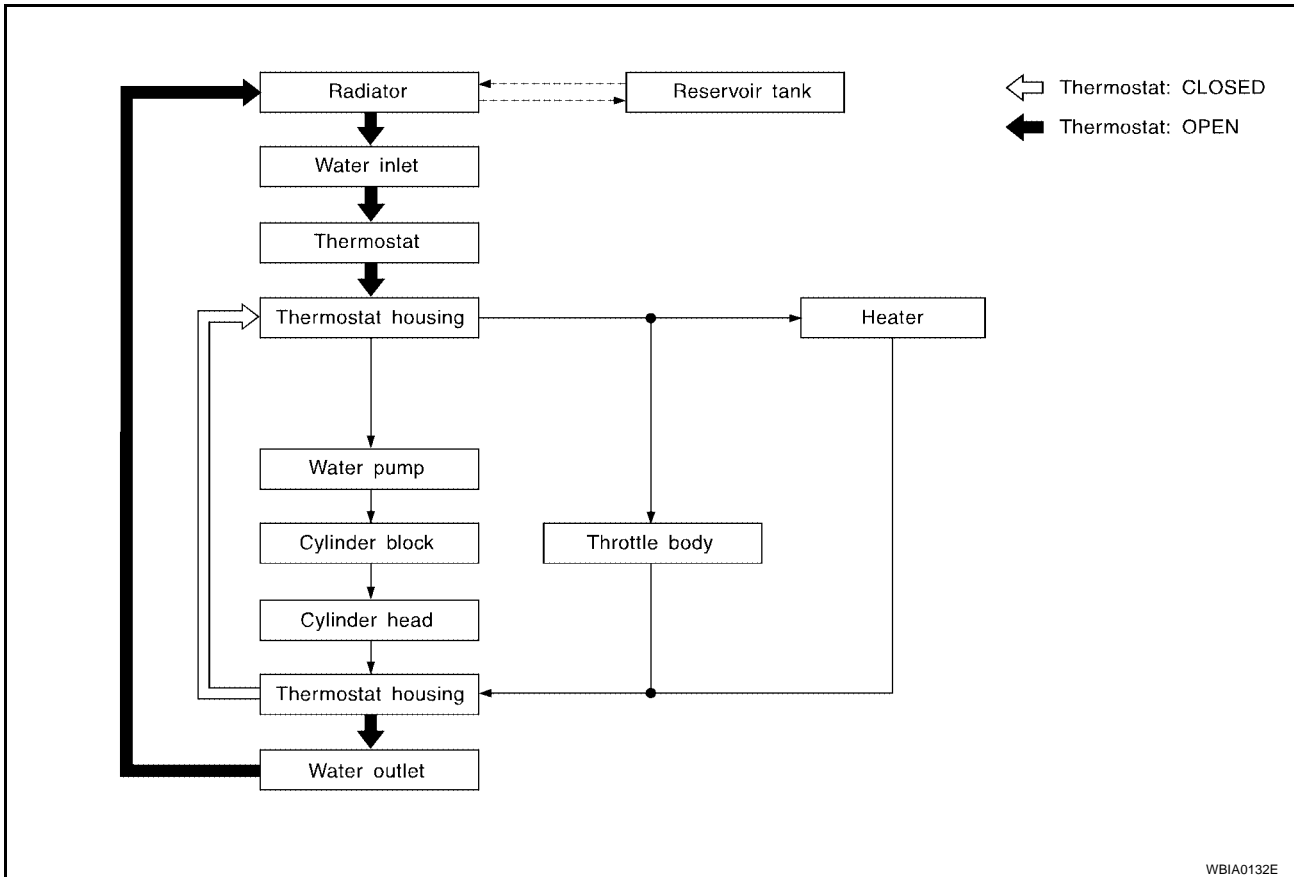 Radiator
Reservoir tank
Thermostat: CLOSED
Thermostat: OPEN
Water inlet
Thermostat
Thermostat housing
Heater
Water pump
Cylinder block
Throttle body
Cylinder head
Thermostat housing
Water outlet
WBIA0132E